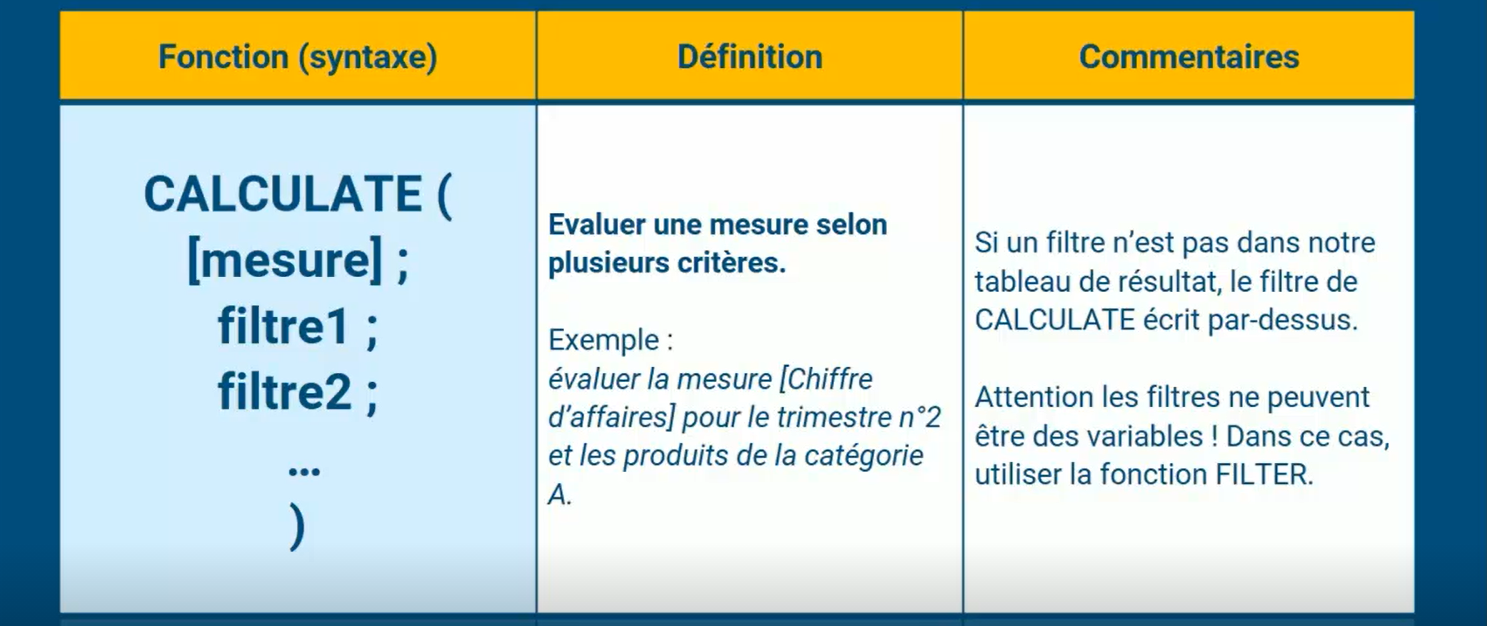 Fonction (syntaxe)
Définition
Commentaires
CALCULATE (
[mesure] ;
filtre1 ;
filtre2 ;
...
)
Evaluer une mesure selon
plusieurs critères.
Exemple :
évaluer la mesure [Chiffre
d’affaires] pour le trimestre n°2
et les produits de la catégorie
A.
Si un filtre n’est pas dans notre
tableau de résultat, le filtre de
CALCULATE écrit par-dessus.
Attention les filtres ne peuvent
être des variables ! Dans ce cas,
utiliser la fonction FILTER.